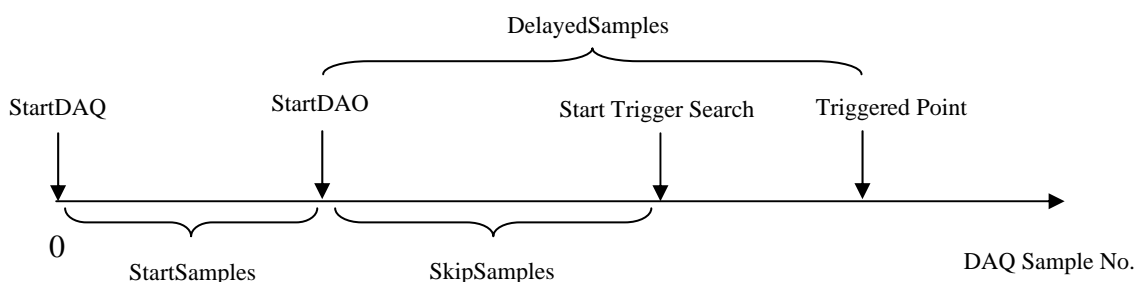 DelayedSamples
StartDAQ
StartDAO
Start Trigger Search
Triggered Point
0
StartSamples
SkipSamples
DAQ Sample No.